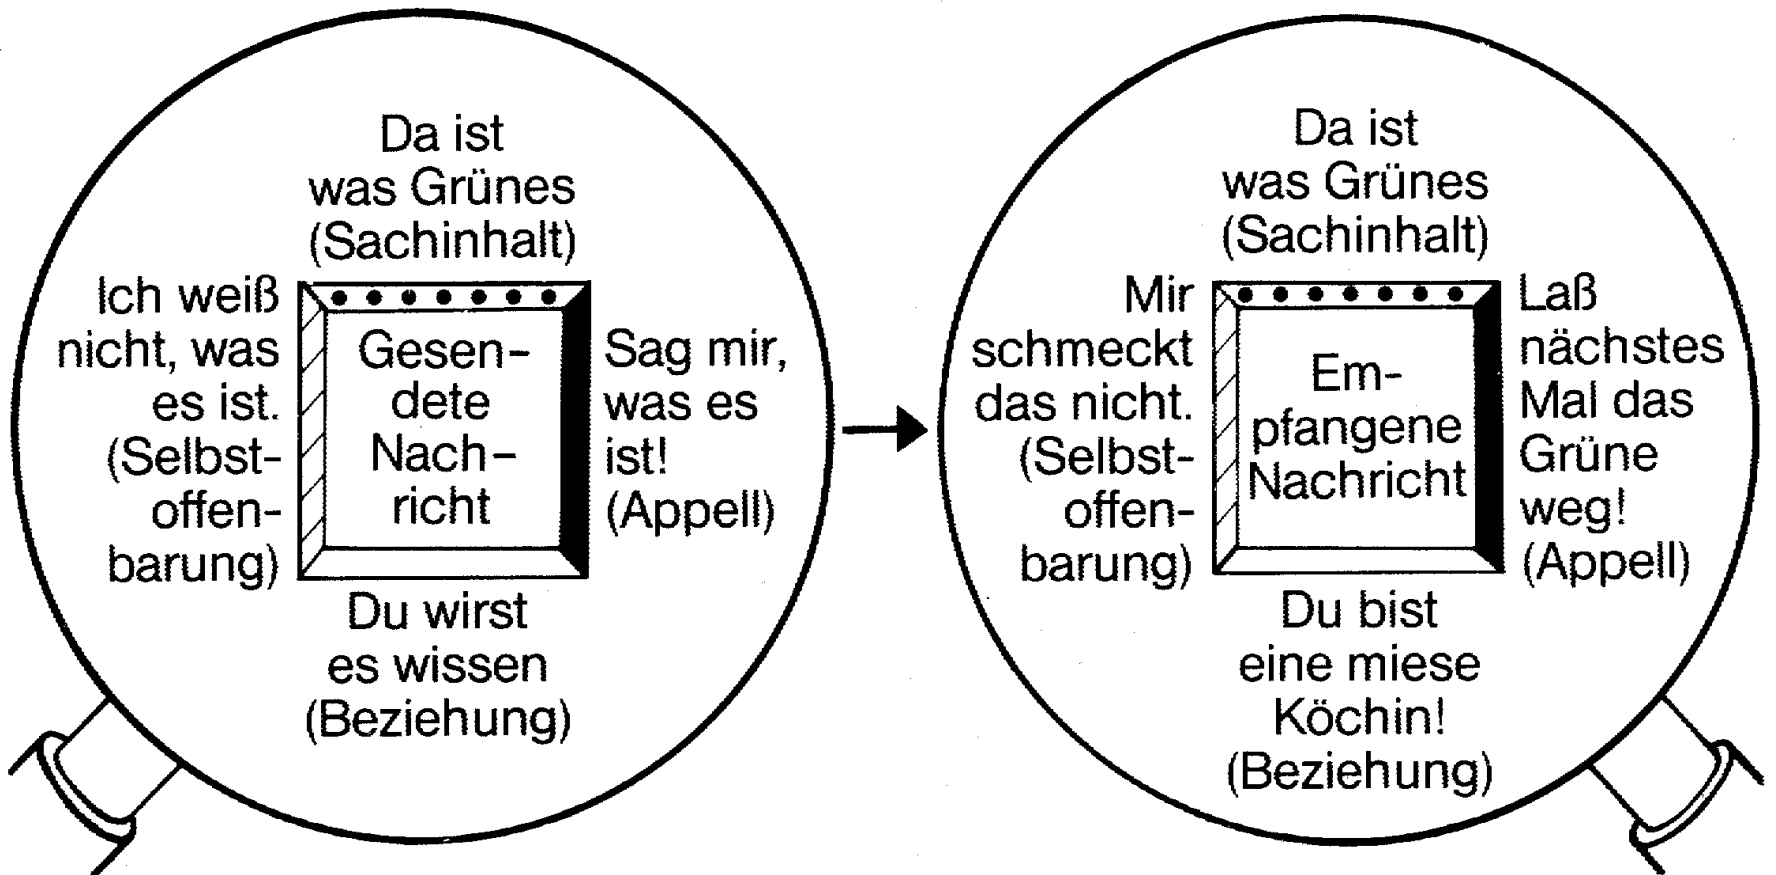 Da ist
was Grünes
(Sachinhalt)
Ich weiß
nicht, was
es ist.
(Selbst-
offen-
barung)
Gesen-
dete
Nach-
richt
Sag mir,
was es
ist!
(Appell)
Du wirst
es wissen
(Beziehung)
Da ist
was Grünes
(Sachinhalt)
Mir
schmeckt
das nicht.
(Selbst-
offen-
barung)
Em-
pfangene
Nachricht
Laß
nächstes
Mal das
Grüne
weg!
(Appell)
Du bist
eine miese
Köchin!
(Beziehung)